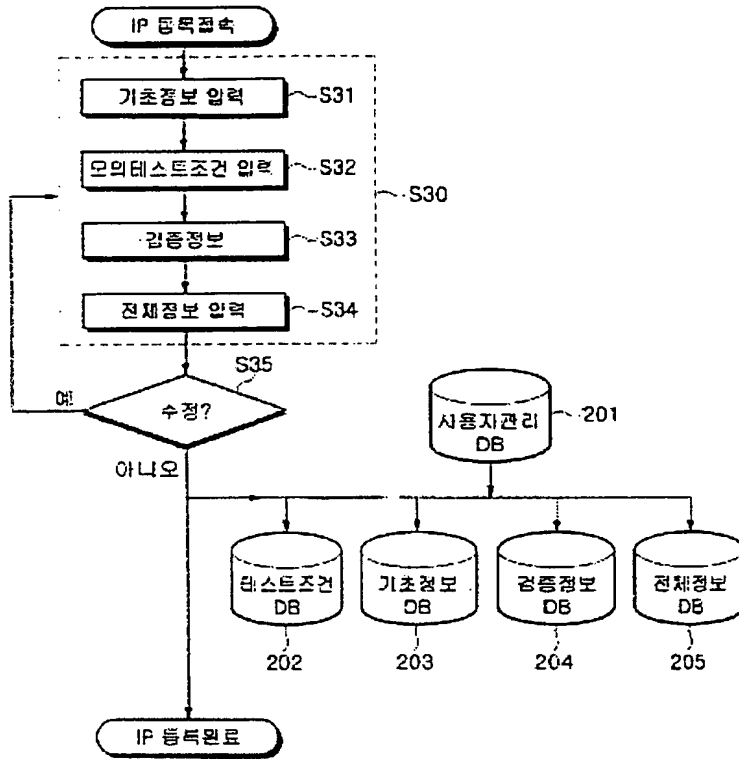 IP 등록접속
기초정보 입력
S31
모의테스트조건 입력
S32
S30
검증정보
S33
전체정보 입력
S34
S35
예
수정?
사용자관리
DB
201
아니오
테스트조건
DB
기초정보
DB
검증정보
DB
전체정보
DB
202
203
204
205
IP 등록완료